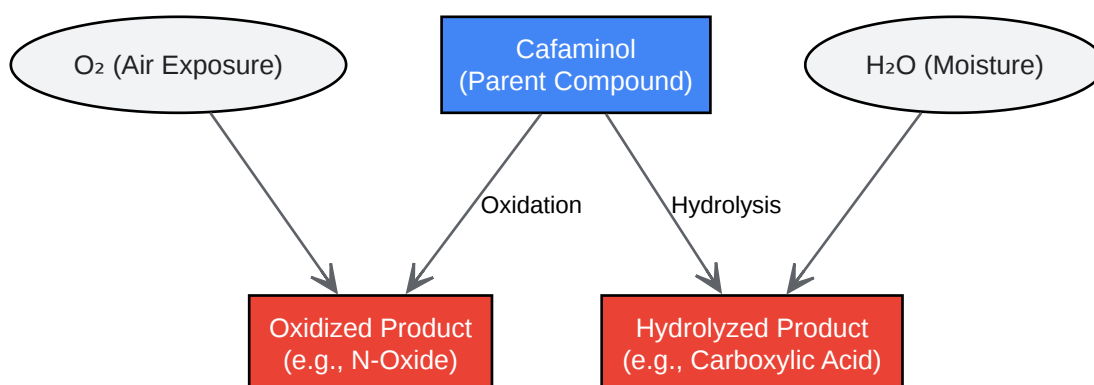 O₂ (Air Exposure)
Cafaminol
(Parent Compound)
H₂O (Moisture)
Oxidation
Hydrolysis
Oxidized Product
(e.g., N-Oxide)
Hydrolyzed Product
(e.g., Carboxylic Acid)